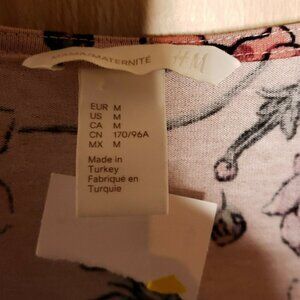 MAMA/MATERNITÉ H&M
EUR M
US M
CA M
CN 170/96A
MX M
Made in
Turkey
Fabriqué en
Turquie